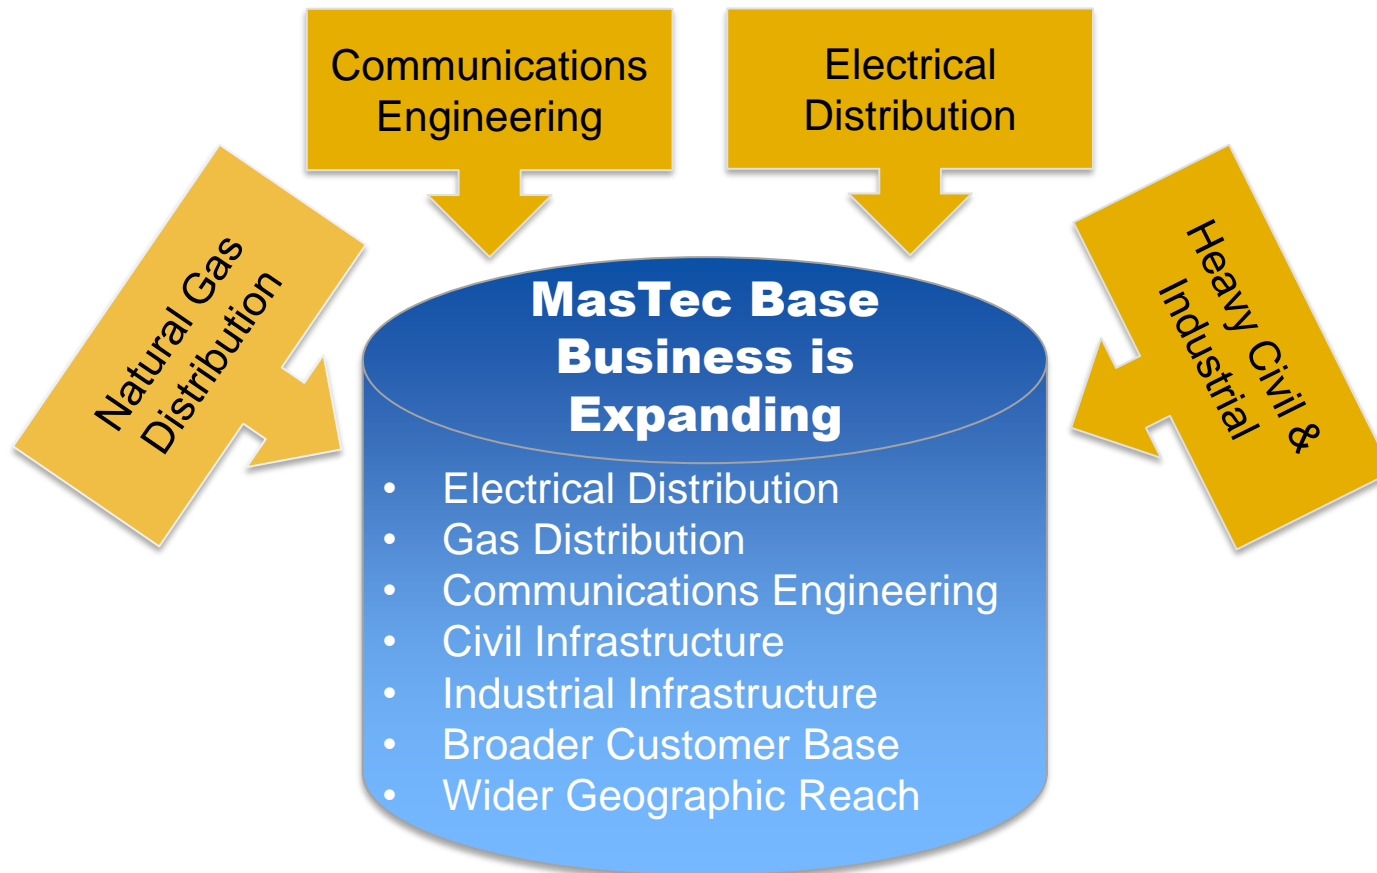 Communications
Engineering
Electrical
Distribution
Natural Gas
Distribution
Heavy Civil &
Industrial
MasTec Base
Business is
Expanding
• Electrical Distribution
• Gas Distribution
• Communications Engineering
• Civil Infrastructure
• Industrial Infrastructure
• Broader Customer Base
• Wider Geographic Reach